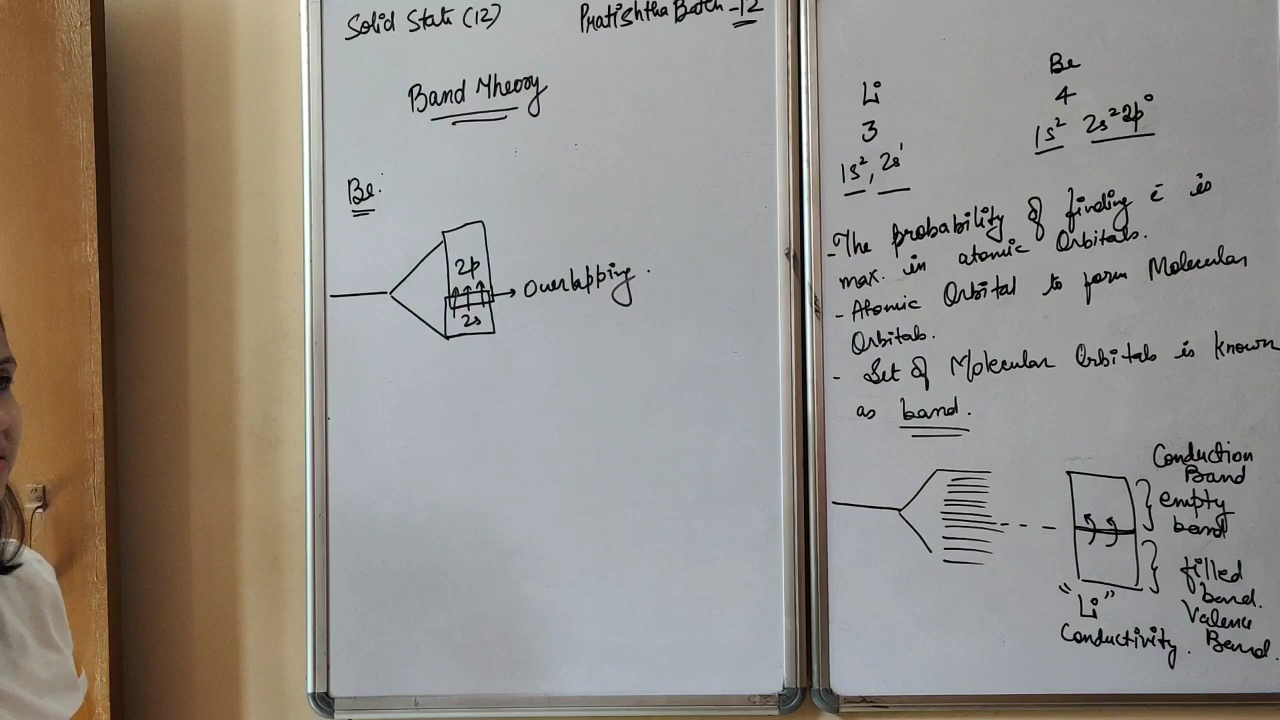 Solid State (12)
Pratishtha Batch - 12
Band Theory
Be:
2p
2s
→ Overlapping.
Li
3
1s², 2s¹
Be
4
1s² 2s² 2p⁰
- The probability of finding ē is
max. in atomic Orbitals.
- Atomic Orbital to form Molecular
Orbitals.
- Set of Molecular Orbitals is known
as band.
Conduction
Band
empty
band
filled
band.
Valence
Band.
"Li"
Conductivity.